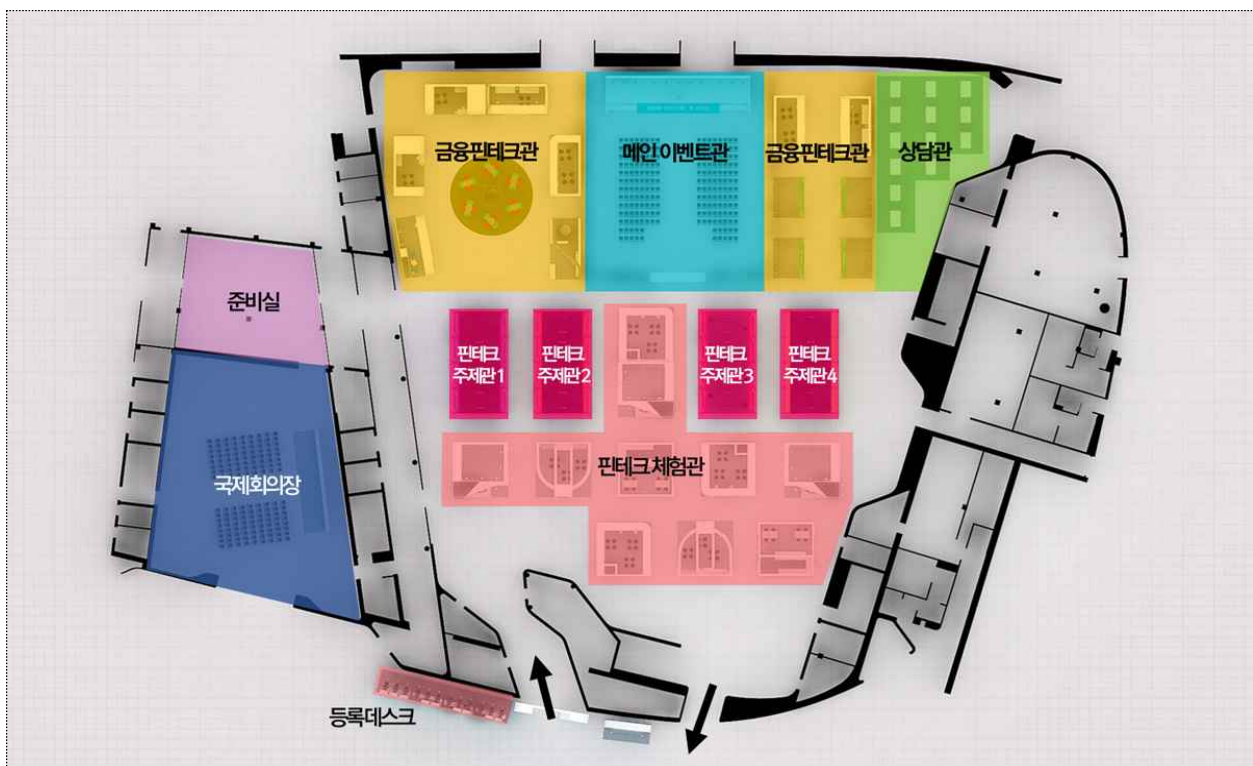 금융핀테크관
메인 이벤트관
금융핀테크관
상담관
준비실
핀테크
주제관1
핀테크
주제관2
핀테크
주제관3
핀테크
주제관4
핀테크 체험관
국제회의장
등록데스크